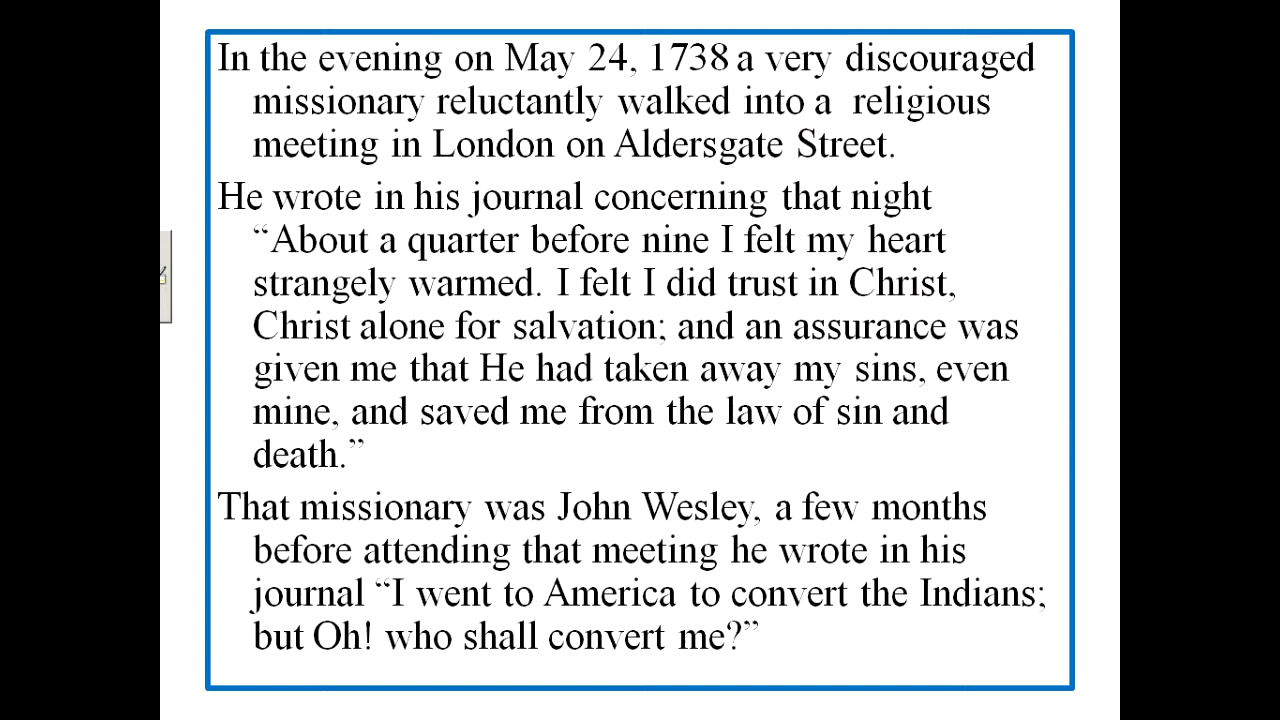 In the evening on May 24, 1738 a very discouraged
missionary reluctantly walked into a religious
meeting in London on Aldersgate Street.
He wrote in his journal concerning that night
“About a quarter before nine I felt my heart
strangely warmed. I felt I did trust in Christ,
Christ alone for salvation; and an assurance was
given me that He had taken away my sins, even
mine, and saved me from the law of sin and
death.”
That missionary was John Wesley, a few months
before attending that meeting he wrote in his
journal “I went to America to convert the Indians;
but Oh! who shall convert me?”